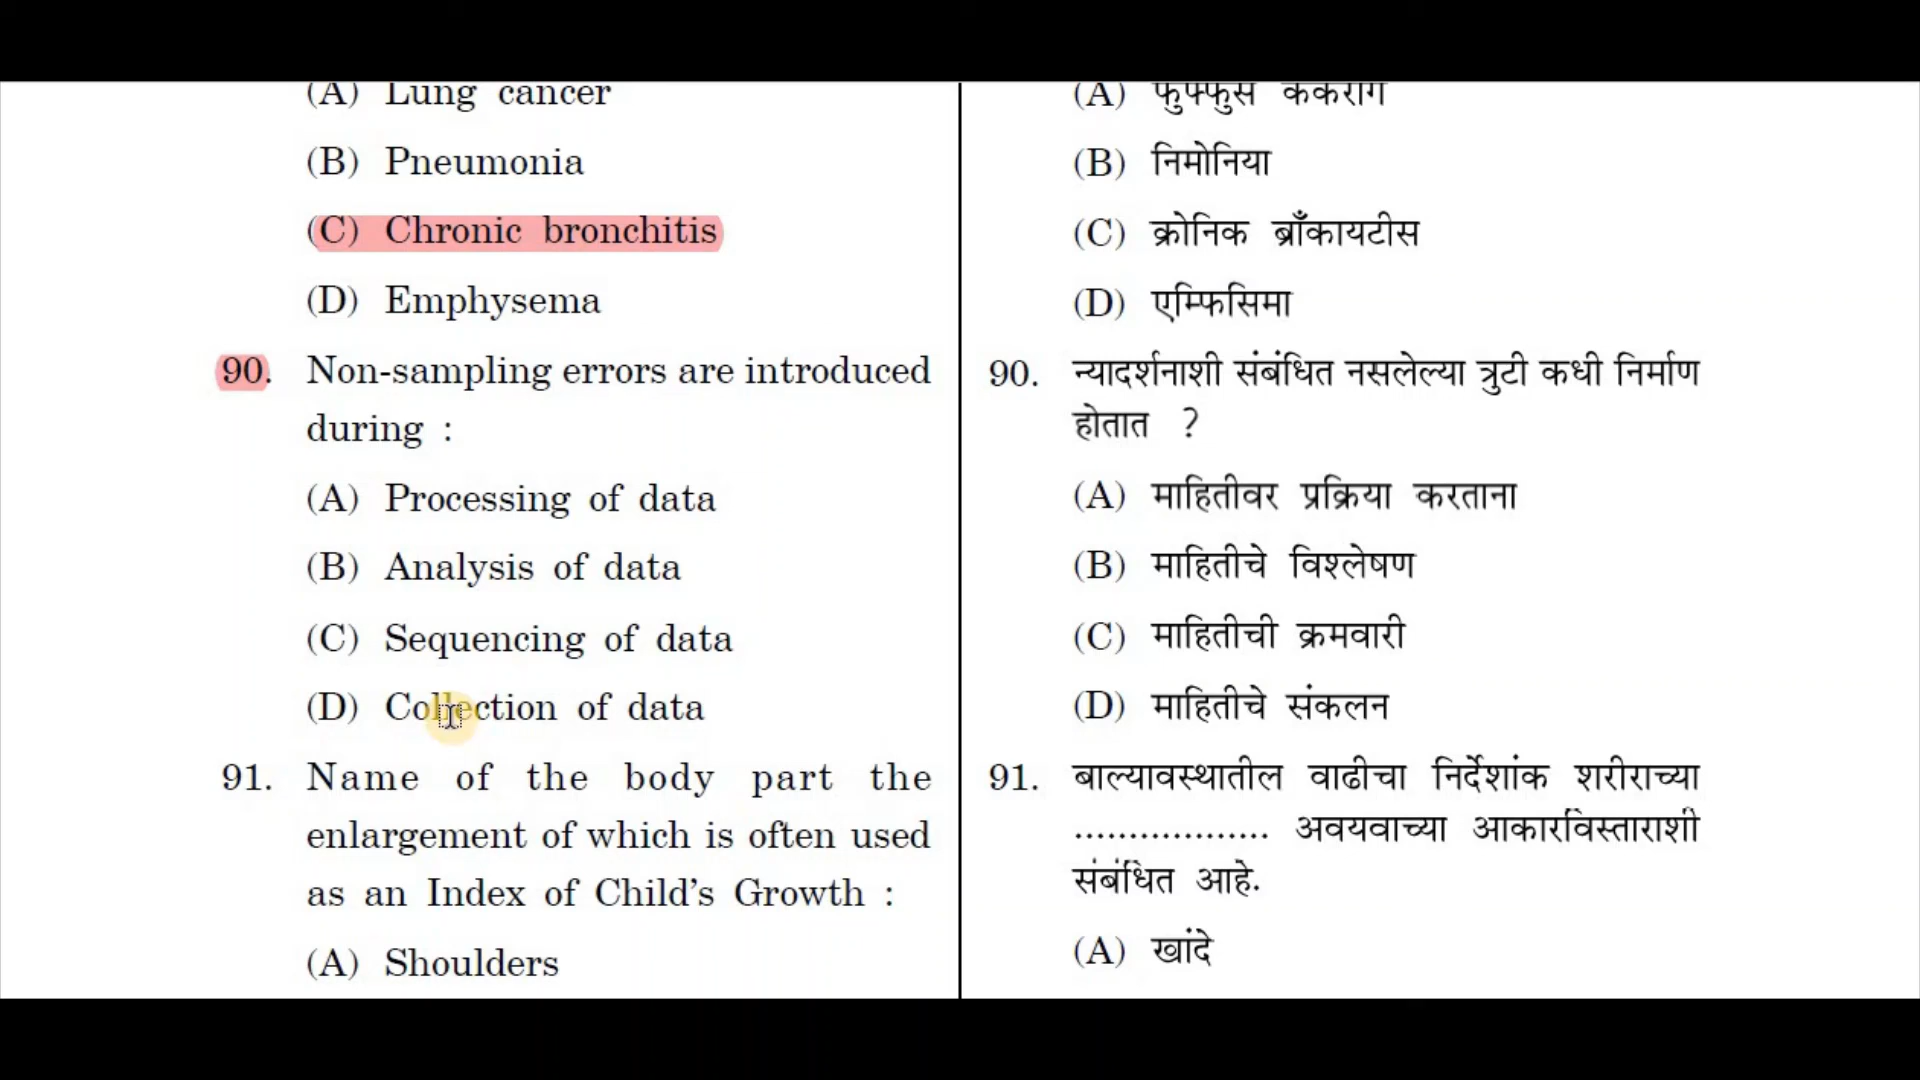 (A) Lung cancer
(B) Pneumonia
(C) Chronic bronchitis
(D) Emphysema
90. Non-sampling errors are introduced
during :
(A) Processing of data
(B) Analysis of data
(C) Sequencing of data
(D) Collection of data
91. Name of the body part the
enlargement of which is often used
as an Index of Child's Growth :
(A) Shoulders
(A) फुफ्फुस कर्करोग
(B) निमोनिया
(C) क्रोनिक ब्राँकायटीस
(D) एम्फिसिमा
90. न्यादर्शनाशी संबंधित नसलेल्या त्रुटी कधी निर्माण
होतात ?
(A) माहितीवर प्रक्रिया करताना
(B) माहितीचे विश्लेषण
(C) माहितीची क्रमवारी
(D) माहितीचे संकलन
91. बाल्यावस्थातील वाढीचा निर्देशांक शरीराच्या
.................. अवयवाच्या आकारविस्ताराशी
संबंधित आहे.
(A) खांदे